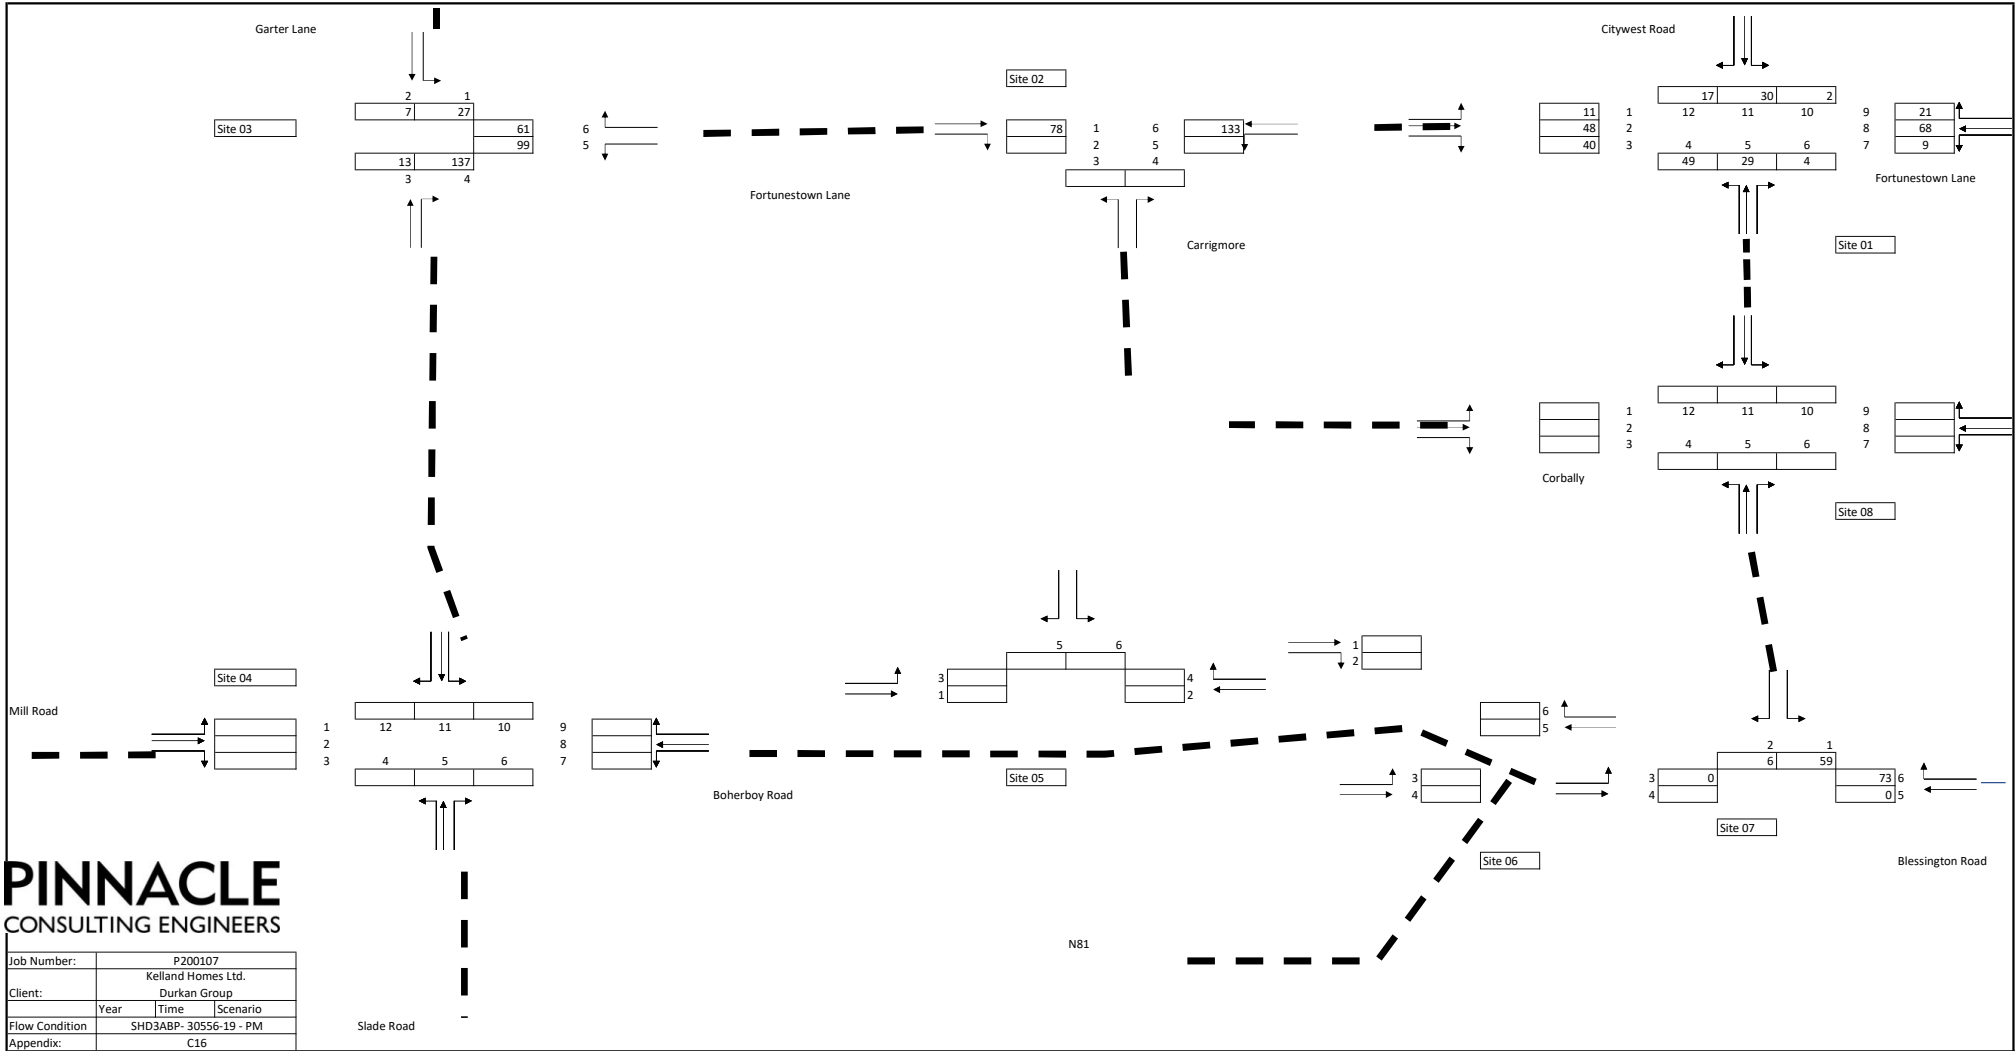 Garter Lane
Citywest Road
Site 02
2 1
7 27
17 30 2
12 11 10
Site 03
61 6
99 5
13 137
3 4
78 1 6 133
2 5
3 4
11 1 9 21
48 2 8 68
40 3 4 5 6 7 9
49 29 4
Fortunestown Lane
Fortunestown Lane
Carrigmore
Site 01
1 12 11 10 9
2 8
3 4 5 6 7
Corbally
Site 08
5 6
3 4
1 2
1
2
Site 04
Mill Road
1 12 11 10 9
2 8
3 4 5 6 7
6
5
Site 05
Boherboy Road
3
4
2 1
6 59
3 0 73 6
4 0 5
Site 07
Site 06
Blessington Road
N81
Slade Road
PINNACLE
CONSULTING ENGINEERS
Job Number: P200107
Kelland Homes Ltd.
Client: Durkan Group
Year Time Scenario
Flow Condition SHD3ABP- 30556-19 - PM
Appendix: C16